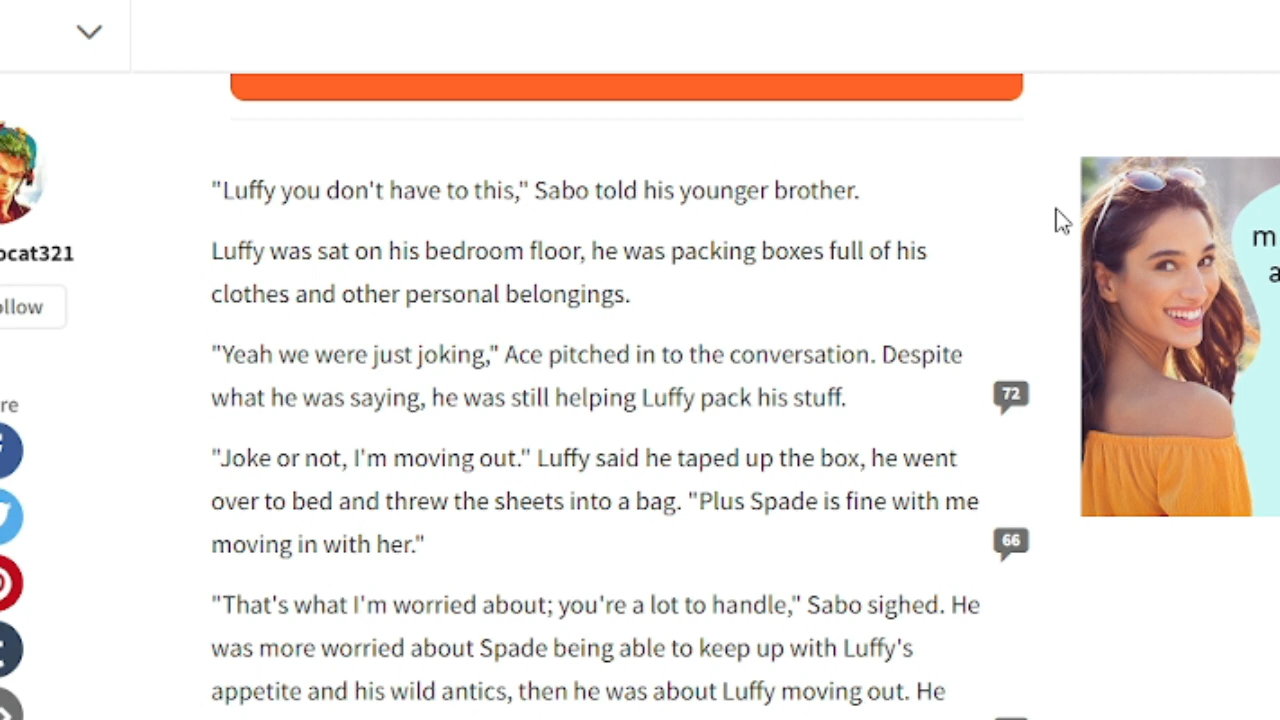 ocat321
ollow
re
"Luffy you don't have to this," Sabo told his younger brother.
Luffy was sat on his bedroom floor, he was packing boxes full of his
clothes and other personal belongings.
"Yeah we were just joking," Ace pitched in to the conversation. Despite
what he was saying, he was still helping Luffy pack his stuff.
72
"Joke or not, I'm moving out." Luffy said he taped up the box, he went
over to bed and threw the sheets into a bag. "Plus Spade is fine with me
moving in with her."
66
"That's what I'm worried about; you're a lot to handle," Sabo sighed. He
was more worried about Spade being able to keep up with Luffy's
appetite and his wild antics, then he was about Luffy moving out. He
m
a